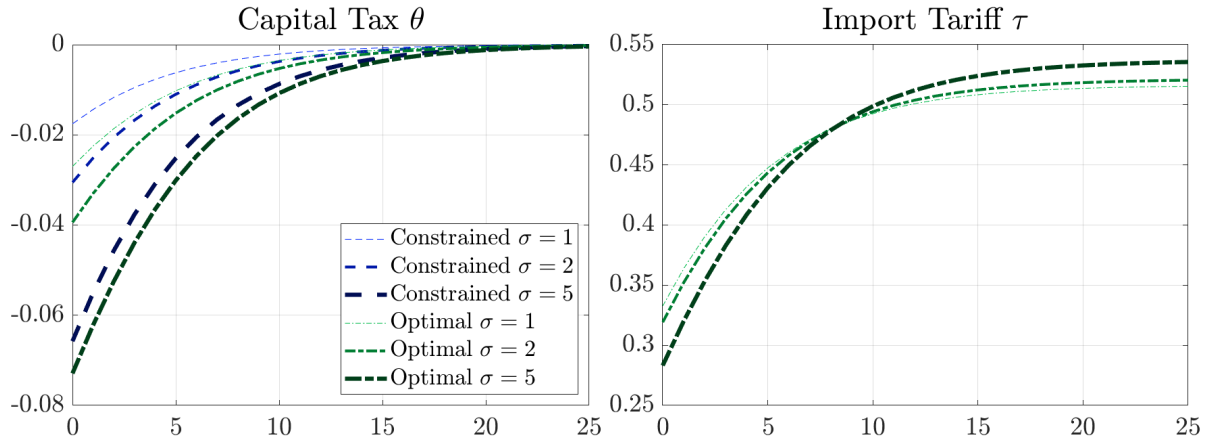 Capital Tax θ
0
-0.02
-0.04
-0.06
-0.08
0 5 10 15 20 25
Constrained σ = 1
Constrained σ = 2
Constrained σ = 5
Optimal σ = 1
Optimal σ = 2
Optimal σ = 5
Import Tariff τ
0.55
0.5
0.45
0.4
0.35
0.3
0.25
0 5 10 15 20 25